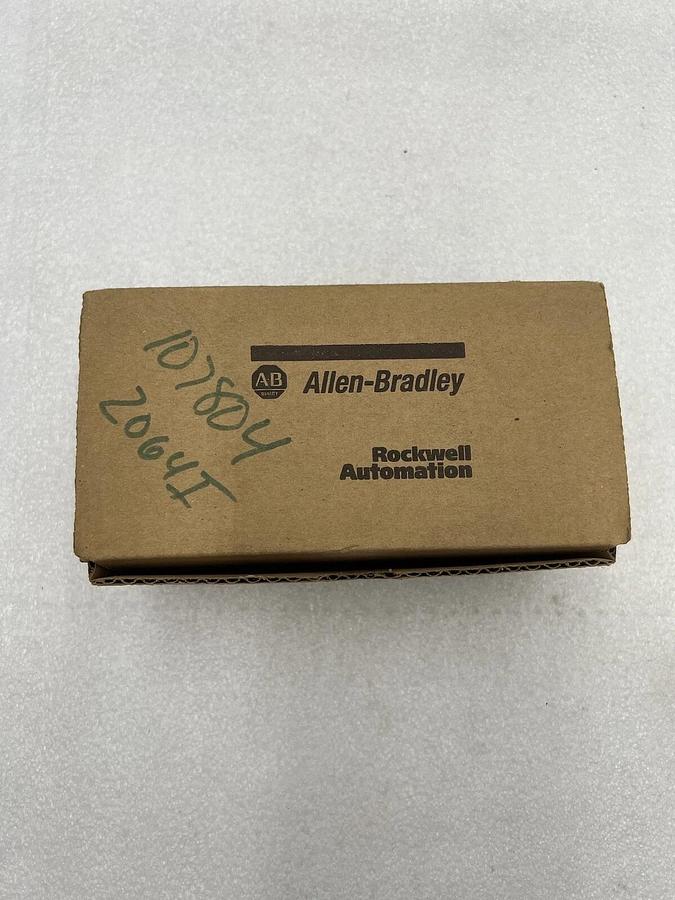 107804
2064I
AB
Allen-Bradley
Rockwell
Automation